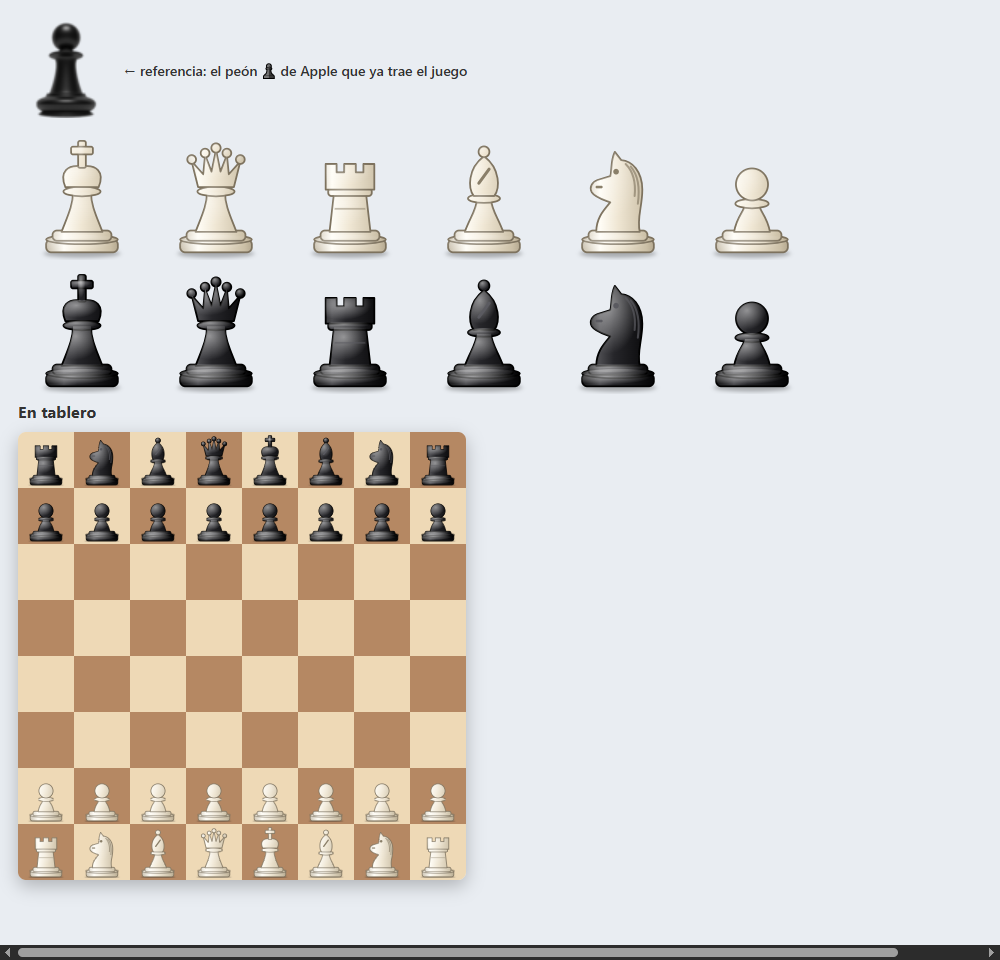 ← referencia: el peón ♟ de Apple que ya trae el juego
En tablero